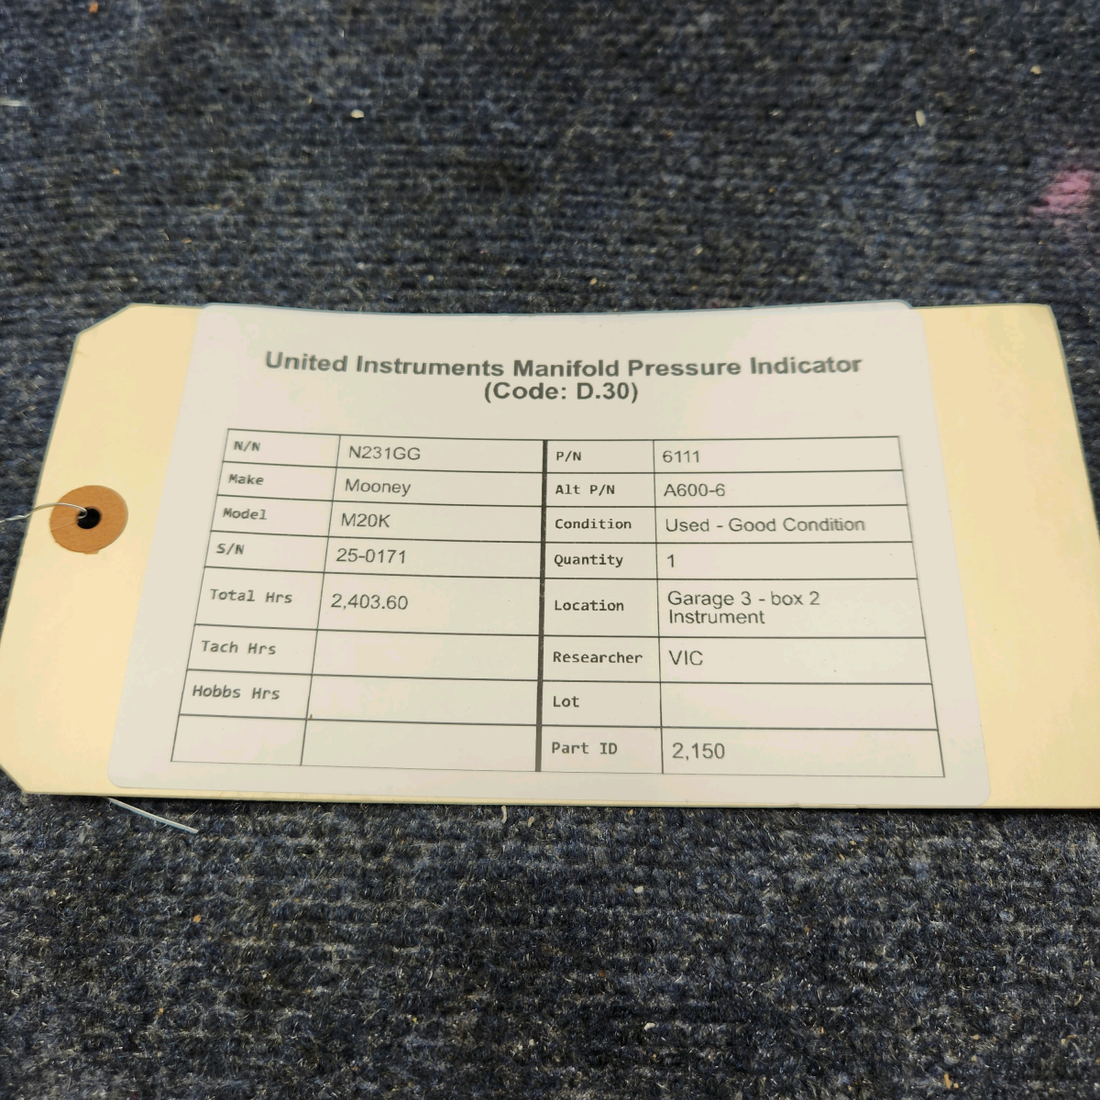 United Instruments Manifold Pressure Indicator
(Code: D.30)
N/N N231GG P/N 6111
Make Mooney Alt P/N A600-6
Model M20K Condition Used - Good Condition
S/N 25-0171 Quantity 1
Total Hrs 2,403.60 Location Garage 3 - box 2
Instrument
Tach Hrs Researcher VIC
Hobbs Hrs Lot
Part ID 2,150